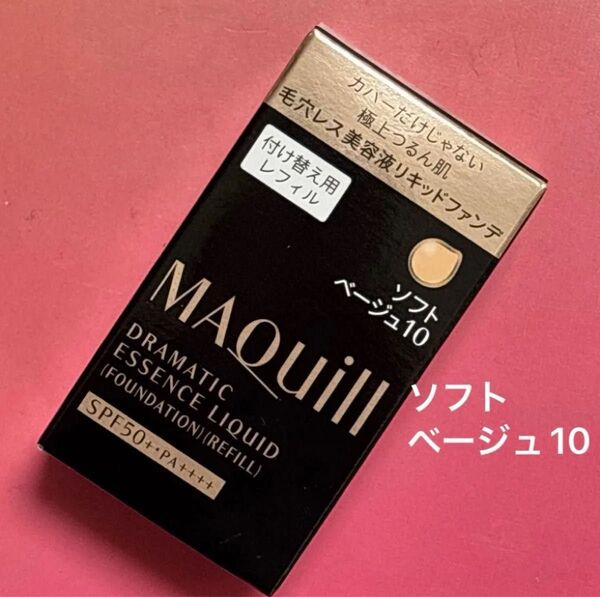 カバーだけじゃない
極上つるん肌
毛穴レス 美容液リキッドファンデ
付け替え用
レフィル
ソフト
ベージュ10
MAQuill
DRAMATIC
ESSENCE LIQUID
(FOUNDATION)(REFILL)
SPF50+・PA++++
ソフト
ベージュ10